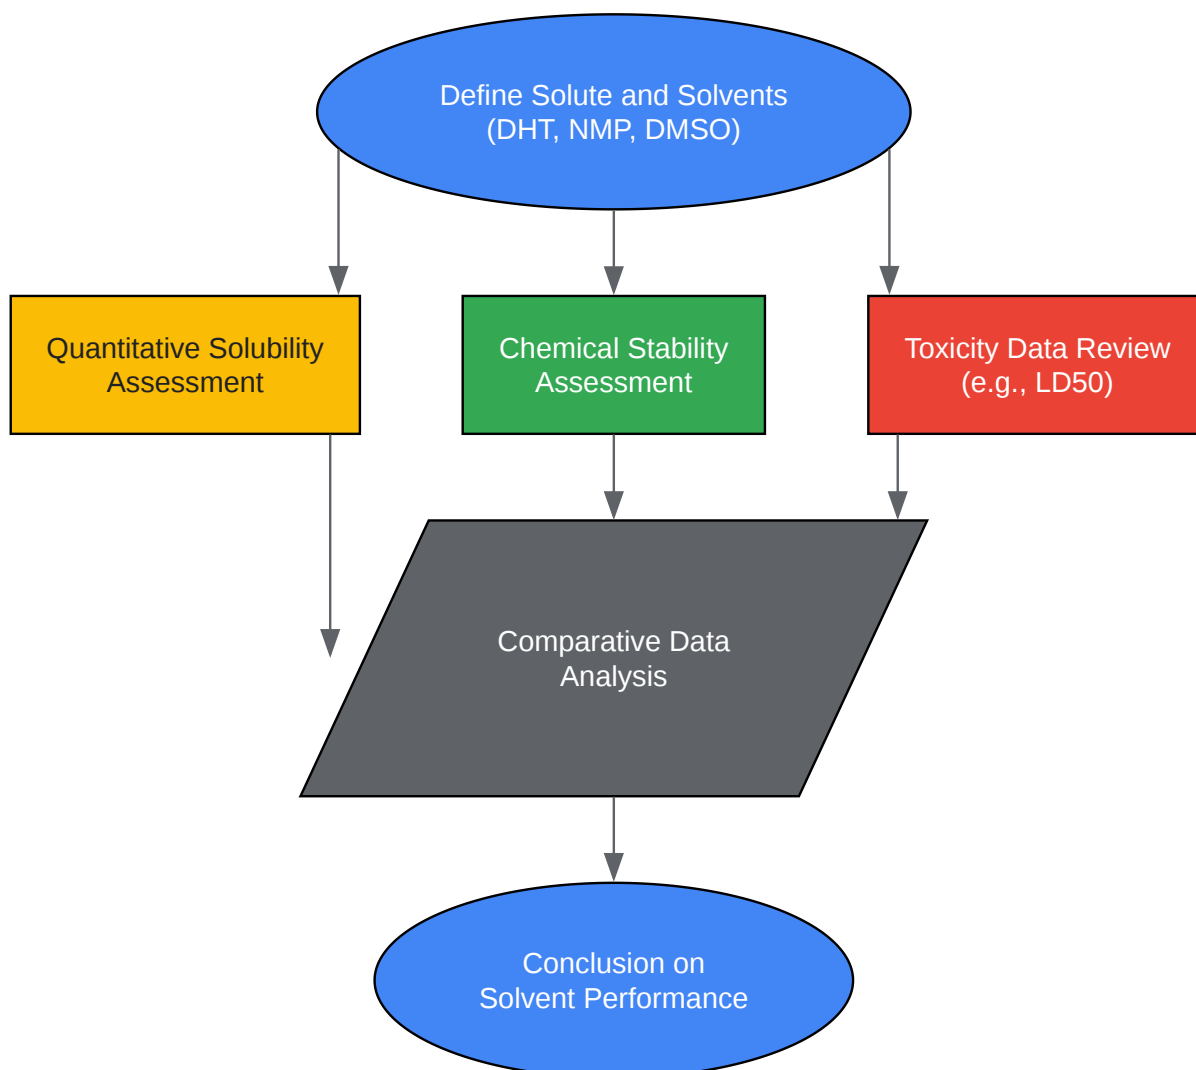 Define Solute and Solvents
(DHT, NMP, DMSO)
Quantitative Solubility
Assessment
Chemical Stability
Assessment
Toxicity Data Review
(e.g., LD50)
Comparative Data
Analysis
Conclusion on
Solvent Performance